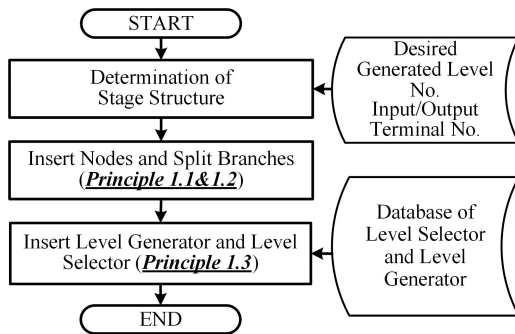 START
Determination of
Stage Structure
Desired
Generated Level
No.
Input/Output
Terminal No.
Insert Nodes and Split Branches
(Principle 1.1&1.2)
Insert Level Generator and Level
Selector (Principle 1.3)
Database of
Level Selector
and Level
Generator
END